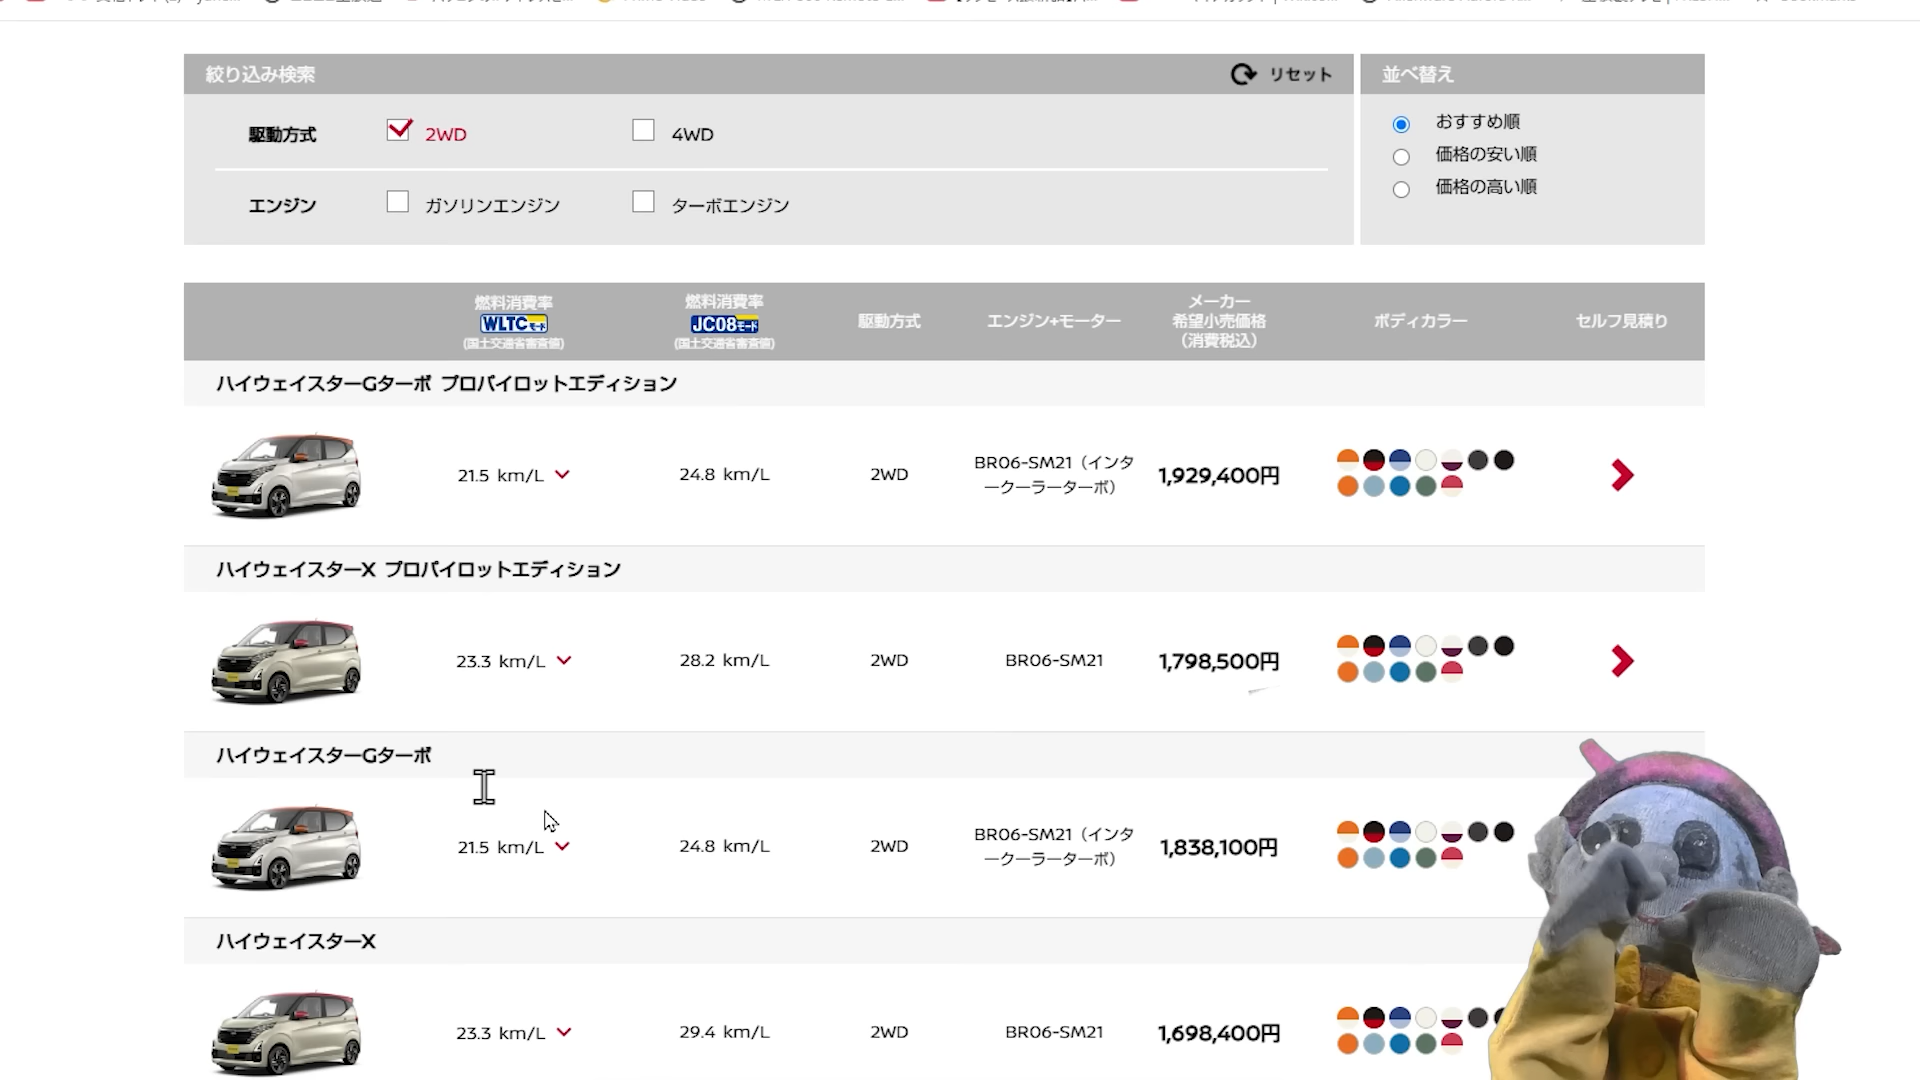 絞り込み検索
リセット
並べ替え
駆動方式
2WD
4WD
エンジン
ガソリンエンジン
ターボエンジン
おすすめ順
価格の安い順
価格の高い順
燃料消費率
WLTCモード
(国土交通省審査値)
燃料消費率
JC08モード
(国土交通省審査値)
駆動方式
エンジン+モーター
メーカー
希望小売価格
(消費税込)
ボディカラー
セルフ見積り
ハイウェイスターGターボ プロパイロットエディション
21.5 km/L
24.8 km/L
2WD
BR06-SM21（インタ
ークーラーターボ）
1,929,400円
ハイウェイスターX プロパイロットエディション
23.3 km/L
28.2 km/L
2WD
BR06-SM21
1,798,500円
ハイウェイスターGターボ
21.5 km/L
24.8 km/L
2WD
BR06-SM21（インタ
ークーラーターボ）
1,838,100円
ハイウェイスターX
23.3 km/L
29.4 km/L
2WD
BR06-SM21
1,698,400円